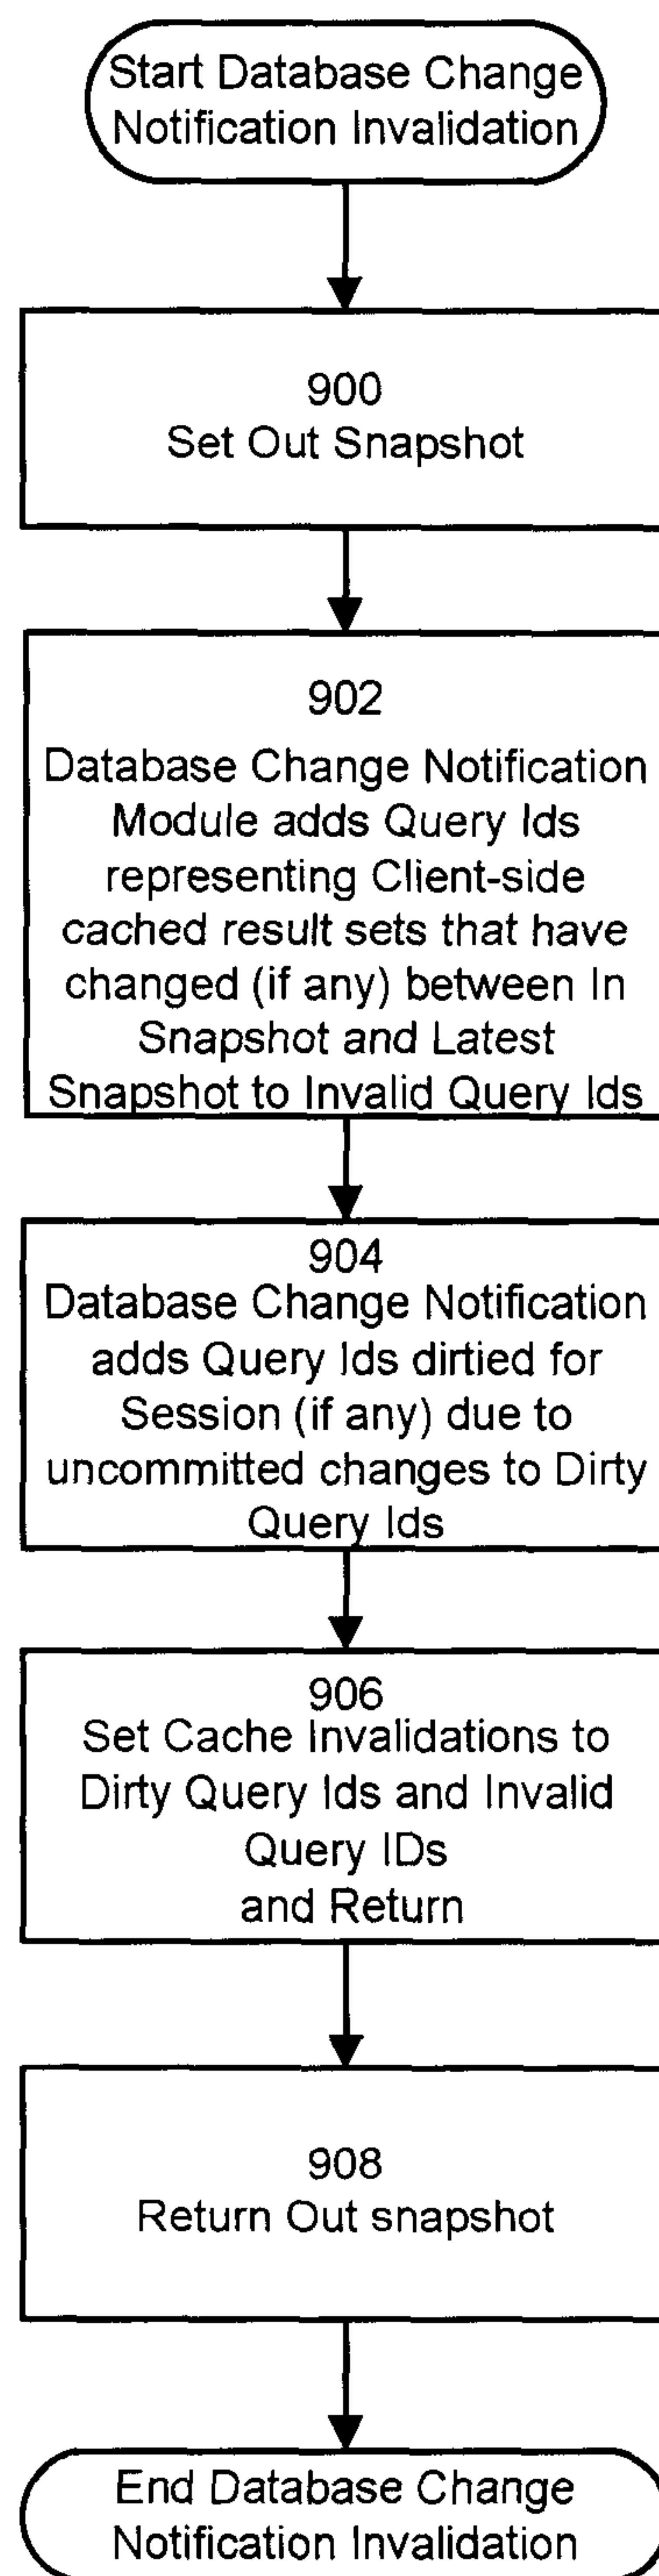 Start Database Change
Notification Invalidation
900
Set Out Snapshot
902
Database Change Notification
Module adds Query Ids
representing Client-side
cached result sets that have
changed (if any) between In
Snapshot and Latest
Snapshot to Invalid Query Ids
904
Database Change Notification
adds Query Ids dirtied for
Session (if any) due to
uncommitted changes to Dirty
Query Ids
906
Set Cache Invalidations to
Dirty Query Ids and Invalid
Query IDs
and Return
908
Return Out snapshot
End Database Change
Notification Invalidation